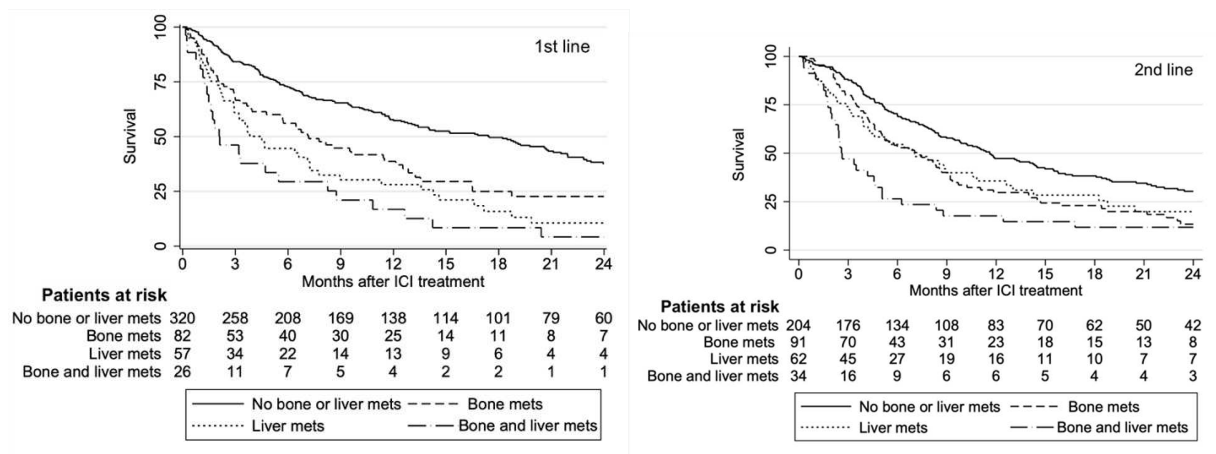 1st line
Survival
100
75
50
25
0
0 3 6 9 12 15 18 21 24
Months after ICI treatment
Patients at risk
No bone or liver mets 320 258 208 169 138 114 101 79 60
Bone mets 82 53 40 30 25 14 11 8 7
Liver mets 57 34 22 14 13 9 6 4 4
Bone and liver mets 26 11 7 5 4 2 2 1 1
No bone or liver mets Bone mets
Liver mets Bone and liver mets
2nd line
Survival
100
75
50
25
0
0 3 6 9 12 15 18 21 24
Months after ICI treatment
Patients at risk
No bone or liver mets 204 176 134 108 83 70 62 50 42
Bone mets 91 70 43 31 23 18 15 13 8
Liver mets 62 45 27 19 16 11 10 7 7
Bone and liver mets 34 16 9 6 6 5 4 4 3
No bone or liver mets Bone mets
Liver mets Bone and liver mets